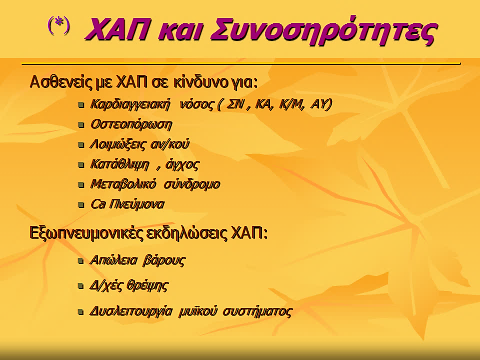 (*) ΧΑΠ και Συνοσηρότητες
Ασθενείς με ΧΑΠ σε κίνδυνο για:
Καρδιαγγειακή νόσος ( ΣΝ , ΚΑ, Κ/Μ, ΑΥ)
Οστεοπόρωση
Λοιμώξεις αν/κού
Κατάθλιψη , άγχος
Μεταβολικό σύνδρομο
Ca Πνεύμονα
Εξωπνευμονικές εκδηλώσεις ΧΑΠ:
Απώλεια βάρους
Δ/χές θρέψης
Δυσλειτουργία μυϊκού συστήματος